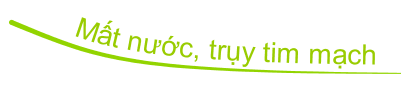 Mất nước, trụy tim mạch